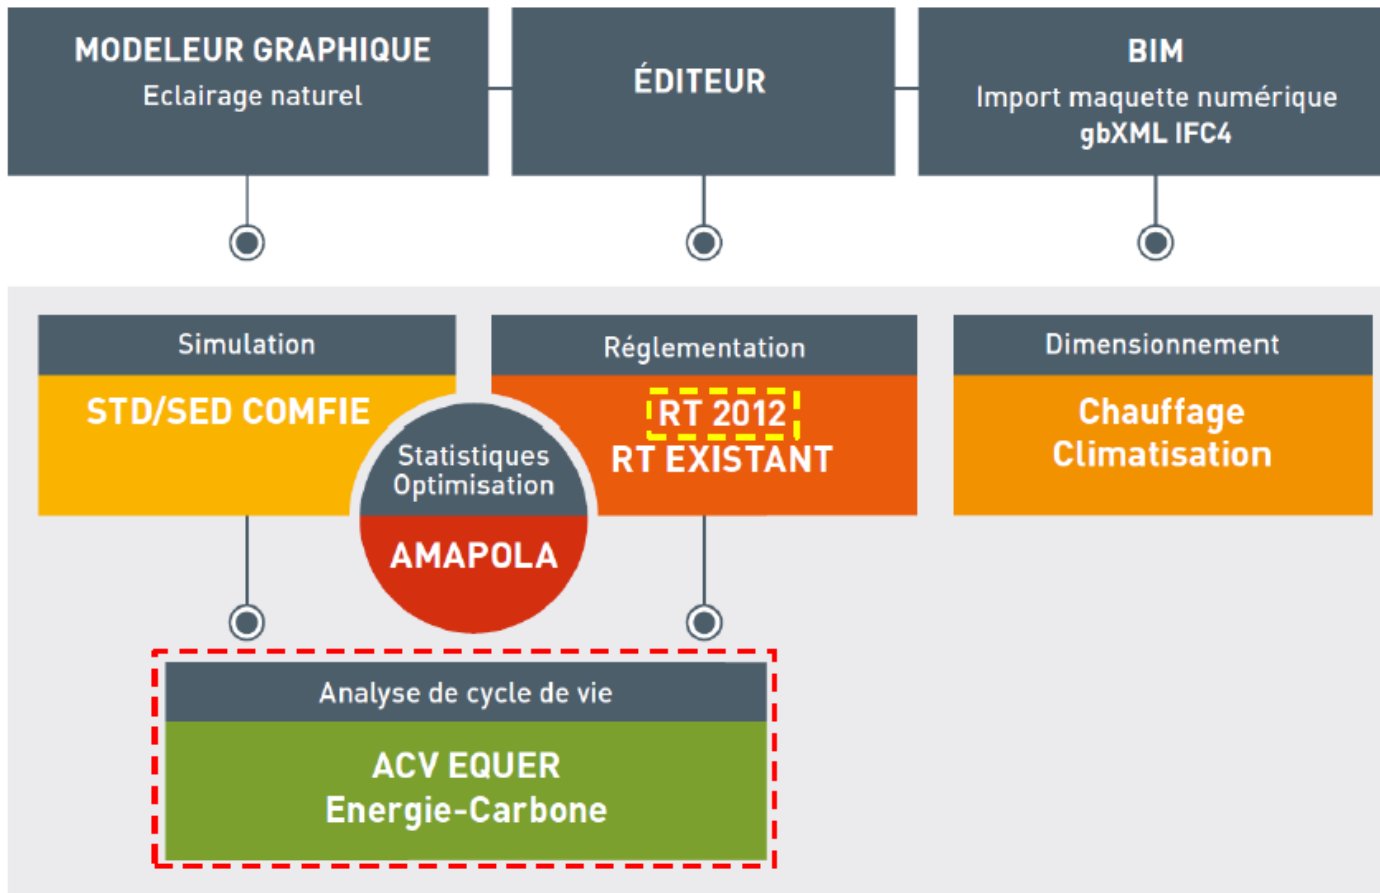 MODELEUR GRAPHIQUE
Eclairage naturel
ÉDITEUR
BIM
Import maquette numérique
gbXML IFC4
Simulation
STD/SED COMFIE
Réglementation
RT 2012
RT EXISTANT
Dimensionnement
Chauffage
Climatisation
Statistiques
Optimisation
AMAPOLA
Analyse de cycle de vie
ACV EQUER
Energie-Carbone